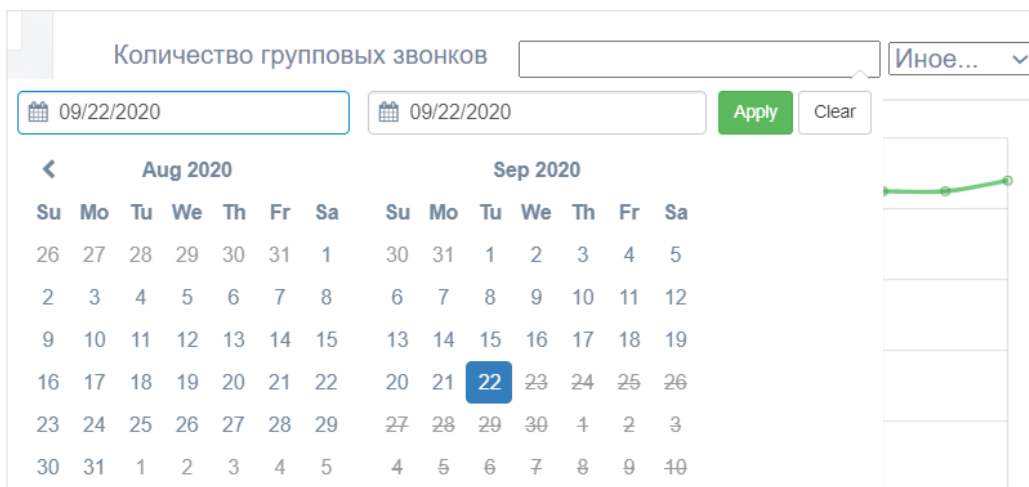 Количество групповых звонков Иное...
09/22/2020 09/22/2020 Apply Clear
Aug 2020 Sep 2020
Su Mo Tu We Th Fr Sa Su Mo Tu We Th Fr Sa
26 27 28 29 30 31 1 30 31 1 2 3 4 5
2 3 4 5 6 7 8 6 7 8 9 10 11 12
9 10 11 12 13 14 15 13 14 15 16 17 18 19
16 17 18 19 20 21 22 20 21 22 23 24 25 26
23 24 25 26 27 28 29 27 28 29 30 1 2 3
30 31 1 2 3 4 5 4 5 6 7 8 9 10